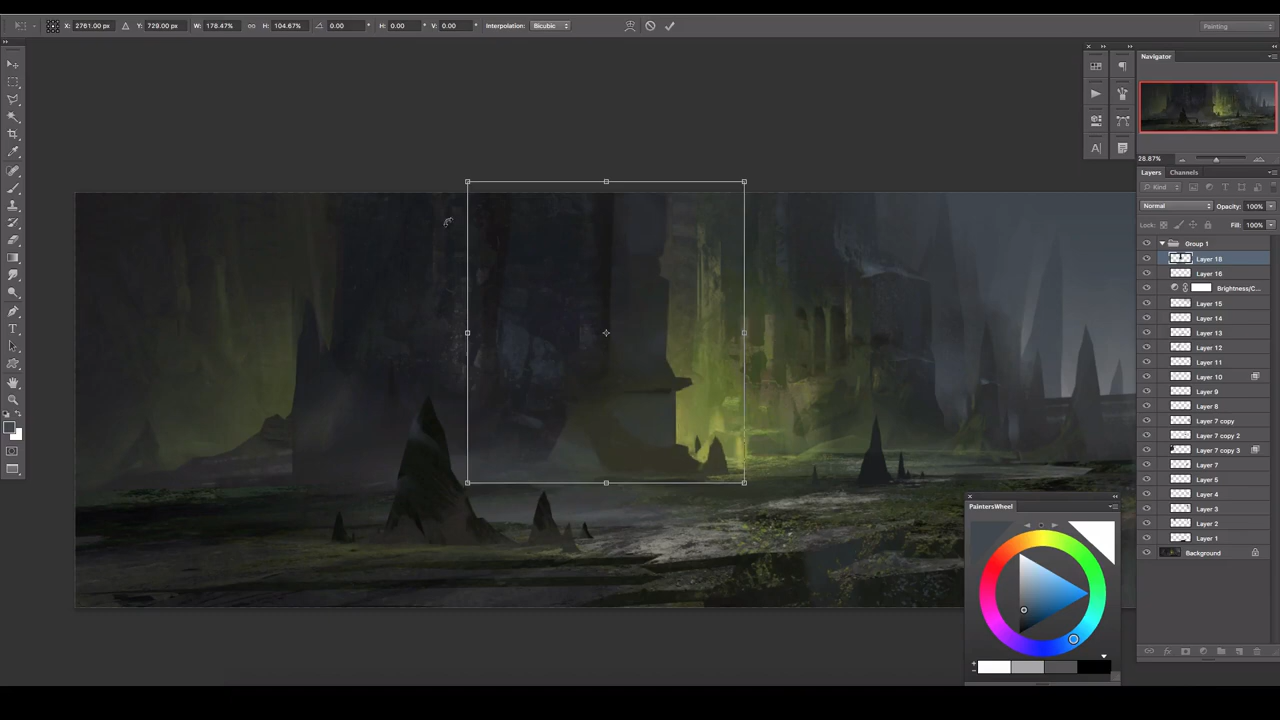 X: 2761.00 px Y: 729.00 px W: 178.47% H: 104.67% 0.00 ° H: 0.00 ° V: 0.00 ° Interpolation: Bicubic Painting
Navigator
28.87%
Layers Channels
Kind
Normal Opacity: 100%
Lock: Fill: 100%
Group 1
Layer 18
Layer 16
Brightness/C...
Layer 15
Layer 14
Layer 13
Layer 12
Layer 11
Layer 10
Layer 9
Layer 8
Layer 7 copy
Layer 7 copy 2
Layer 7 copy 3
Layer 7
Layer 5
Layer 4
Layer 3
Layer 2
Layer 1
Background
PaintersWheel